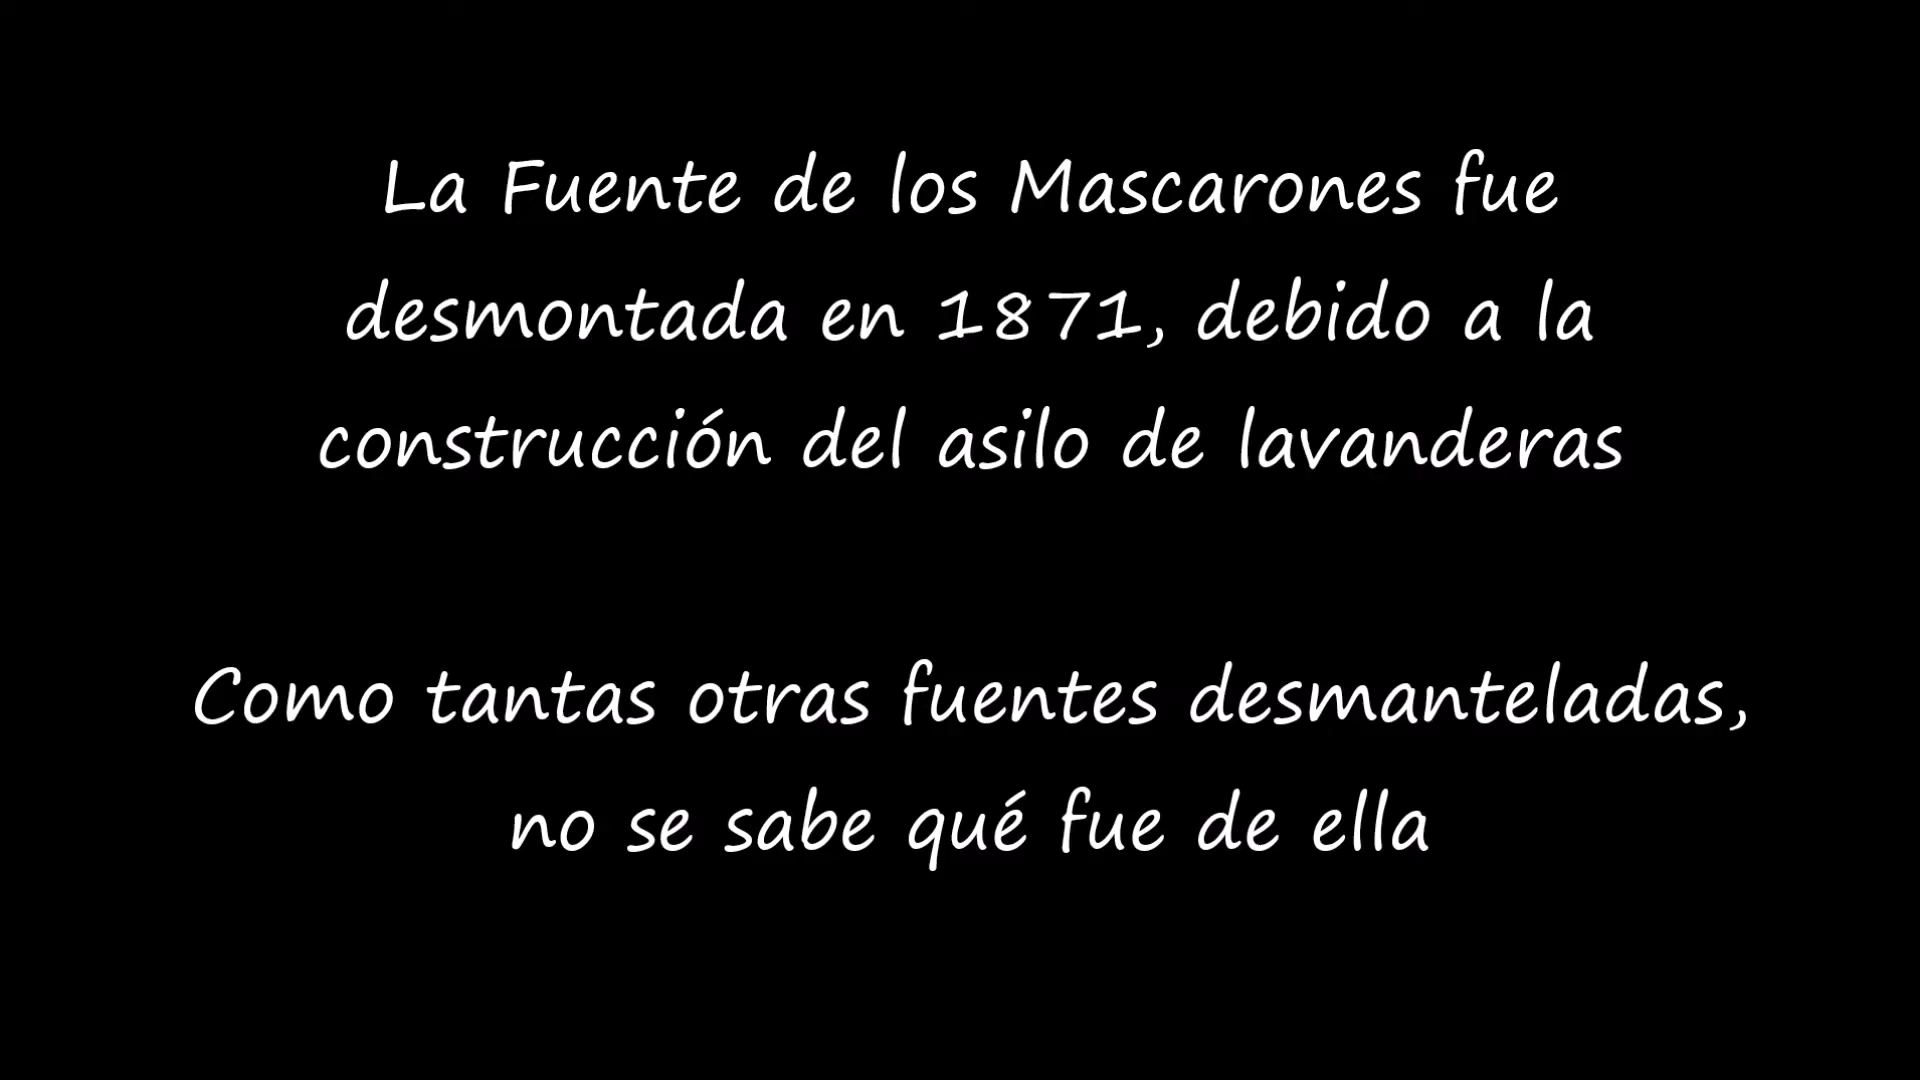 La Fuente de los Mascarones fue
desmontada en 1871, debido a la
construcción del asilo de lavanderas
Como tantas otras fuentes desmanteladas,
no se sabe qué fue de ella